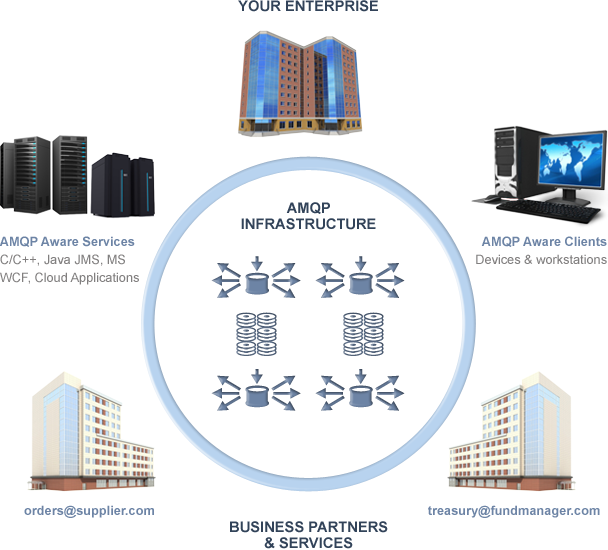 YOUR ENTERPRISE
AMQP
INFRASTRUCTURE
AMQP Aware Services
C/C++, Java JMS, MS
WCF, Cloud Applications
AMQP Aware Clients
Devices & workstations
orders@supplier.com
treasury@fundmanager.com
BUSINESS PARTNERS
& SERVICES